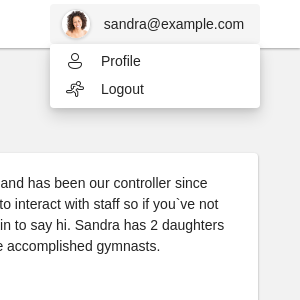 sandra@example.com
Profile
Logout
and has been our controller since
to interact with staff so if you`ve not
in to say hi. Sandra has 2 daughters
accomplished gymnasts.